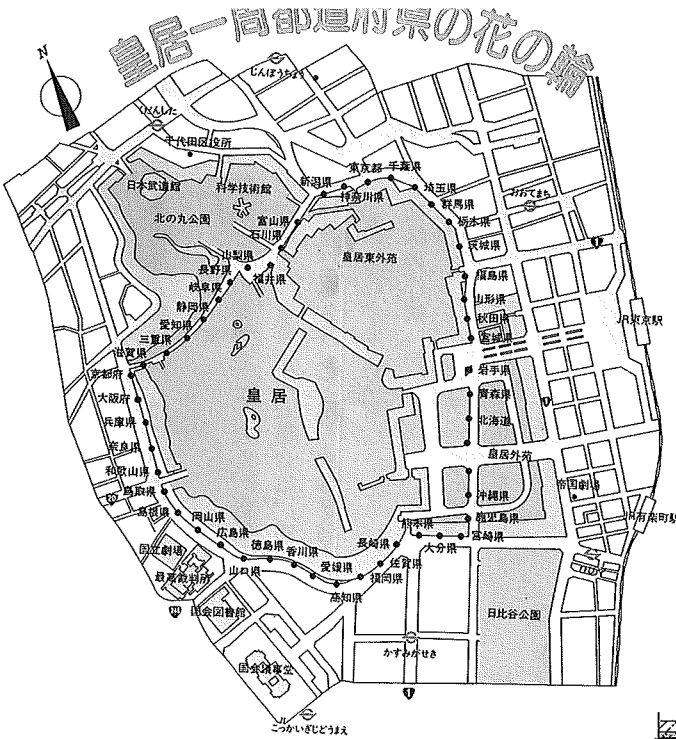 皇居一周都道府県の花の輪
N
じんぼうちょう
くだんした
千代田区役所
日本武道館
科学技術館
北の丸公園
新潟県
東京都
千葉県
神奈川県
埼玉県
群馬県
おおてまち
栃木県
茨城県
富山県
石川県
皇居東外苑
山梨県
長野県
福井県
岐阜県
静岡県
愛知県
三重県
滋賀県
京都府
大阪府
兵庫県
奈良県
和歌山県
鳥取県
島根県
福島県
山形県
秋田県
宮城県
岩手県
青森県
北海道
JR東京駅
皇居
皇居外苑
帝国劇場
沖縄県
鹿児島県
JR有楽町駅
岡山県
広島県
国立劇場
徳島県
香川県
最高裁判所
山口県
愛媛県
高知県
長崎県
熊本県
大分県
宮崎県
佐賀県
福岡県
国会図書館
日比谷公園
かすみがせき
国会議事堂
こっかいぎじどうまえ
1
1
1
20